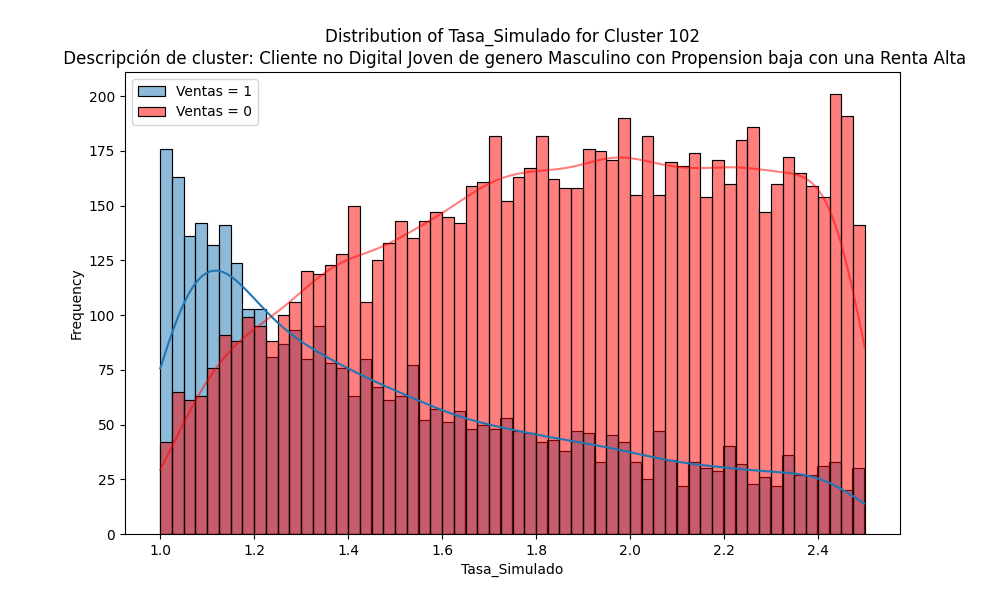 Distribution of Tasa_Simulado for Cluster 102
Descripción de cluster: Cliente no Digital Joven de genero Masculino con Propension baja con una Renta Alta
Ventas = 1
Ventas = 0
Frequency
200
175
150
125
100
75
50
25
0
1.0 1.2 1.4 1.6 1.8 2.0 2.2 2.4
Tasa_Simulado